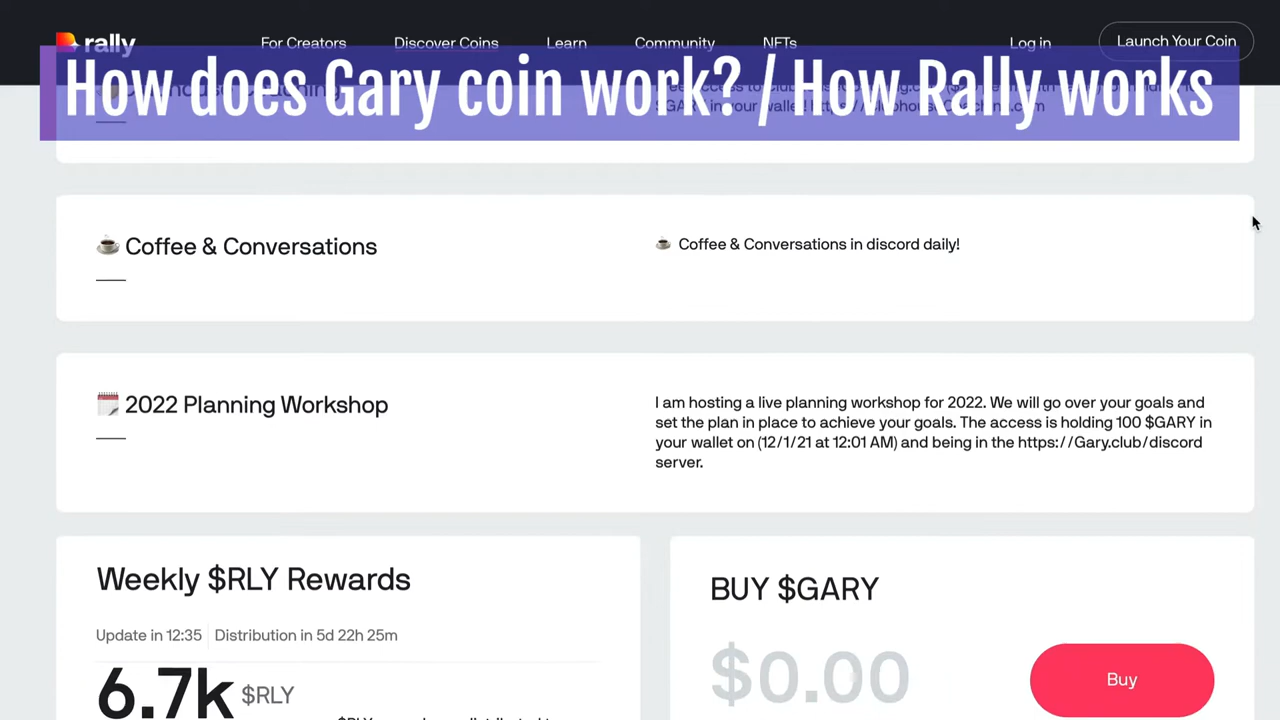 rally
For Creators
Discover Coins
Learn
Community
NFTs
Log in
Launch Your Coin
How does Gary coin work? / How Rally works
☕ Coffee & Conversations
☕ Coffee & Conversations in discord daily!
🗓 2022 Planning Workshop
I am hosting a live planning workshop for 2022. We will go over your goals and
set the plan in place to achieve your goals. The access is holding 100 $GARY in
your wallet on (12/1/21 at 12:01 AM) and being in the https://Gary.club/discord
server.
Weekly $RLY Rewards
Update in 12:35
Distribution in 5d 22h 25m
6.7k $RLY
BUY $GARY
$0.00
Buy